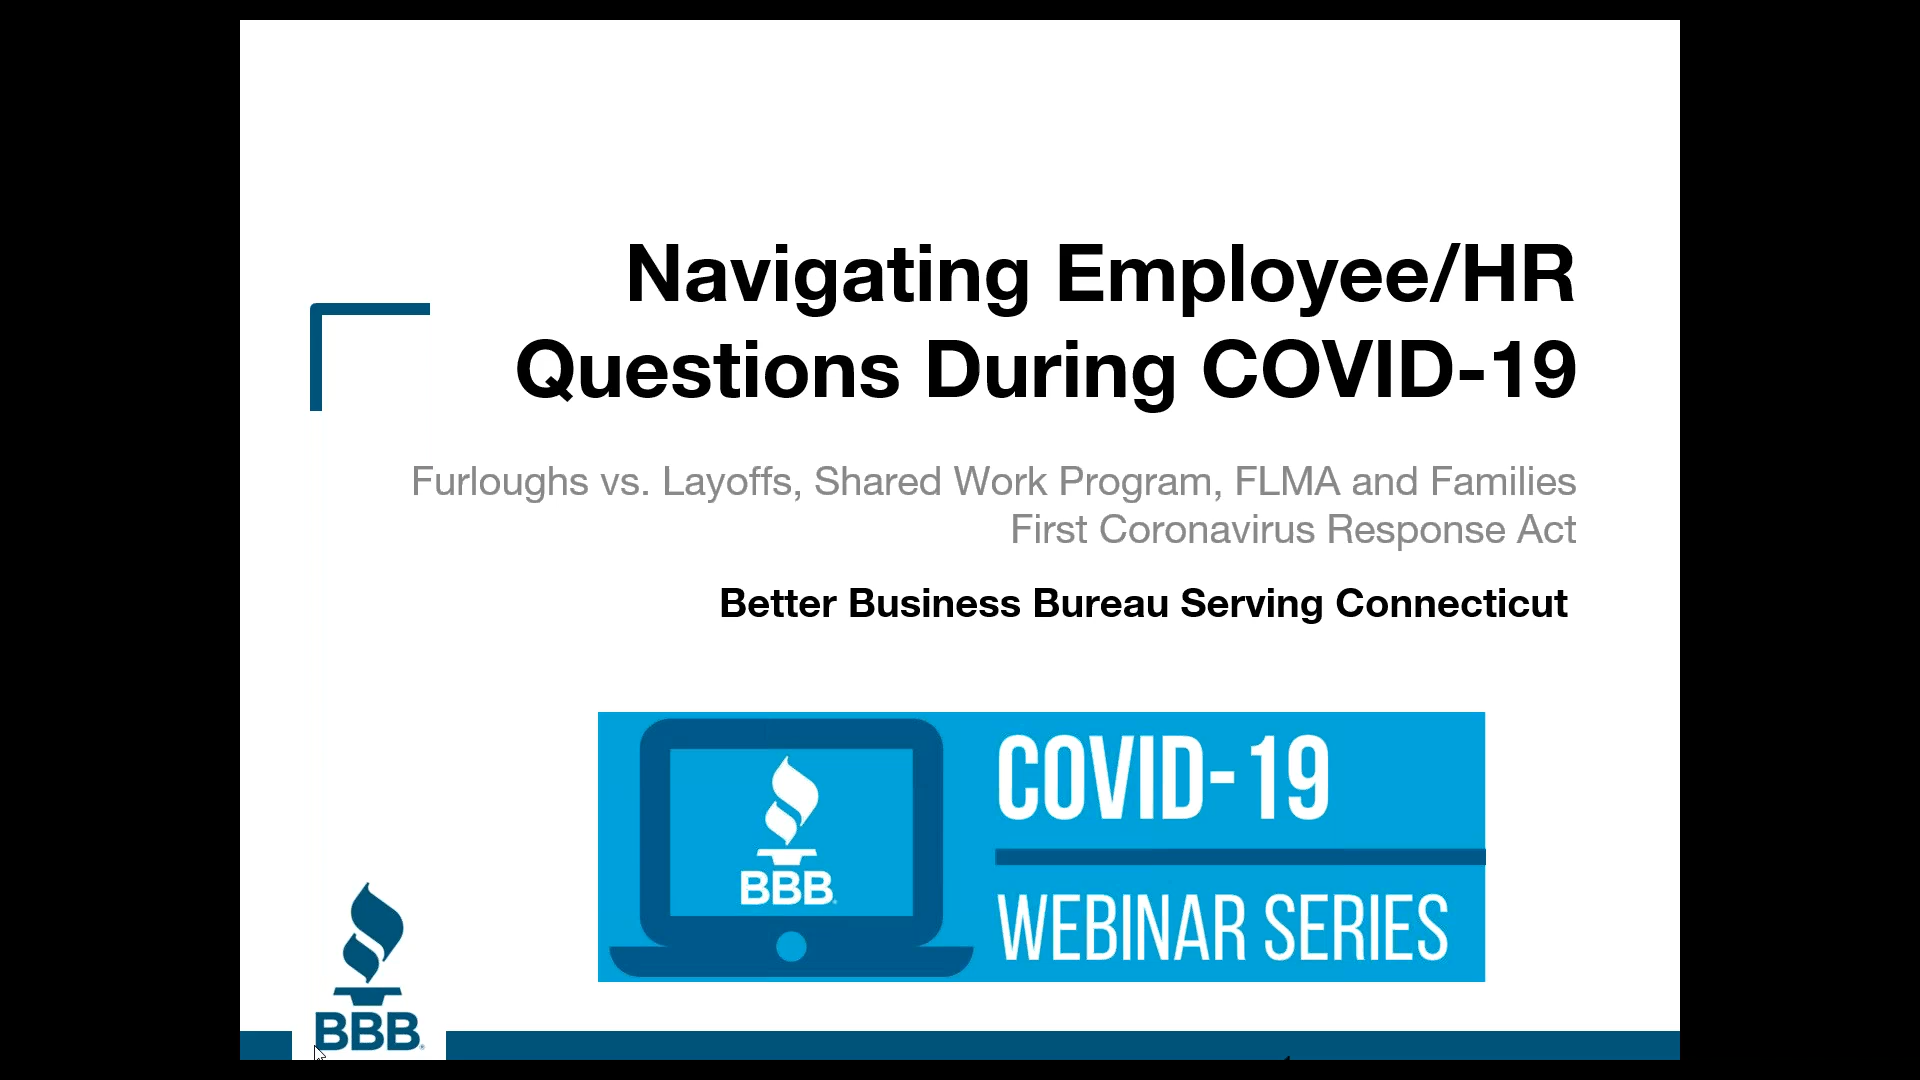 Navigating Employee/HR
Questions During COVID-19
Furloughs vs. Layoffs, Shared Work Program, FLMA and Families
First Coronavirus Response Act
Better Business Bureau Serving Connecticut
COVID-19
WEBINAR SERIES
BBB
BBB